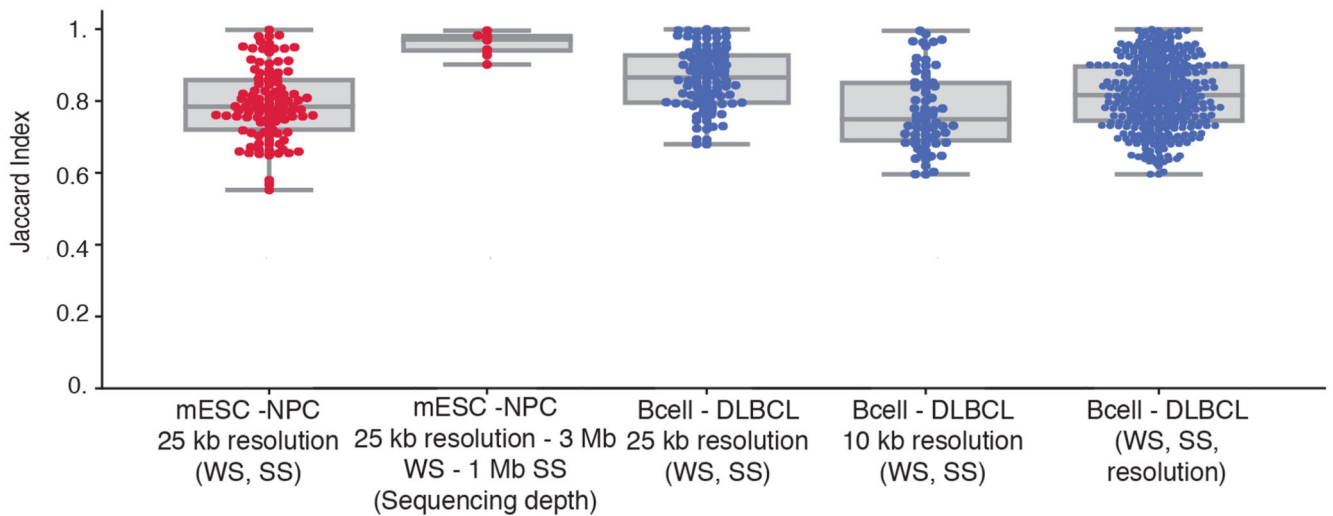 Jaccard Index
1.
0.8
0.6
0.4
0.2
0.
mESC -NPC
25 kb resolution
(WS, SS)
mESC -NPC
25 kb resolution - 3 Mb
WS - 1 Mb SS
(Sequencing depth)
Bcell - DLBCL
25 kb resolution
(WS, SS)
Bcell - DLBCL
10 kb resolution
(WS, SS)
Bcell - DLBCL
(WS, SS,
resolution)